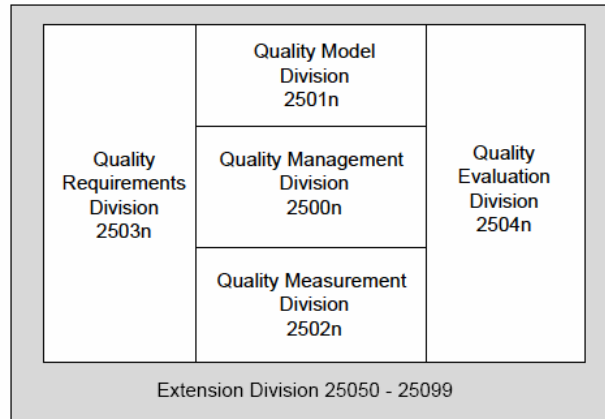 Quality Model
Division
2501n
Quality
Requirements
Division
2503n
Quality Management
Division
2500n
Quality
Evaluation
Division
2504n
Quality Measurement
Division
2502n
Extension Division 25050 - 25099